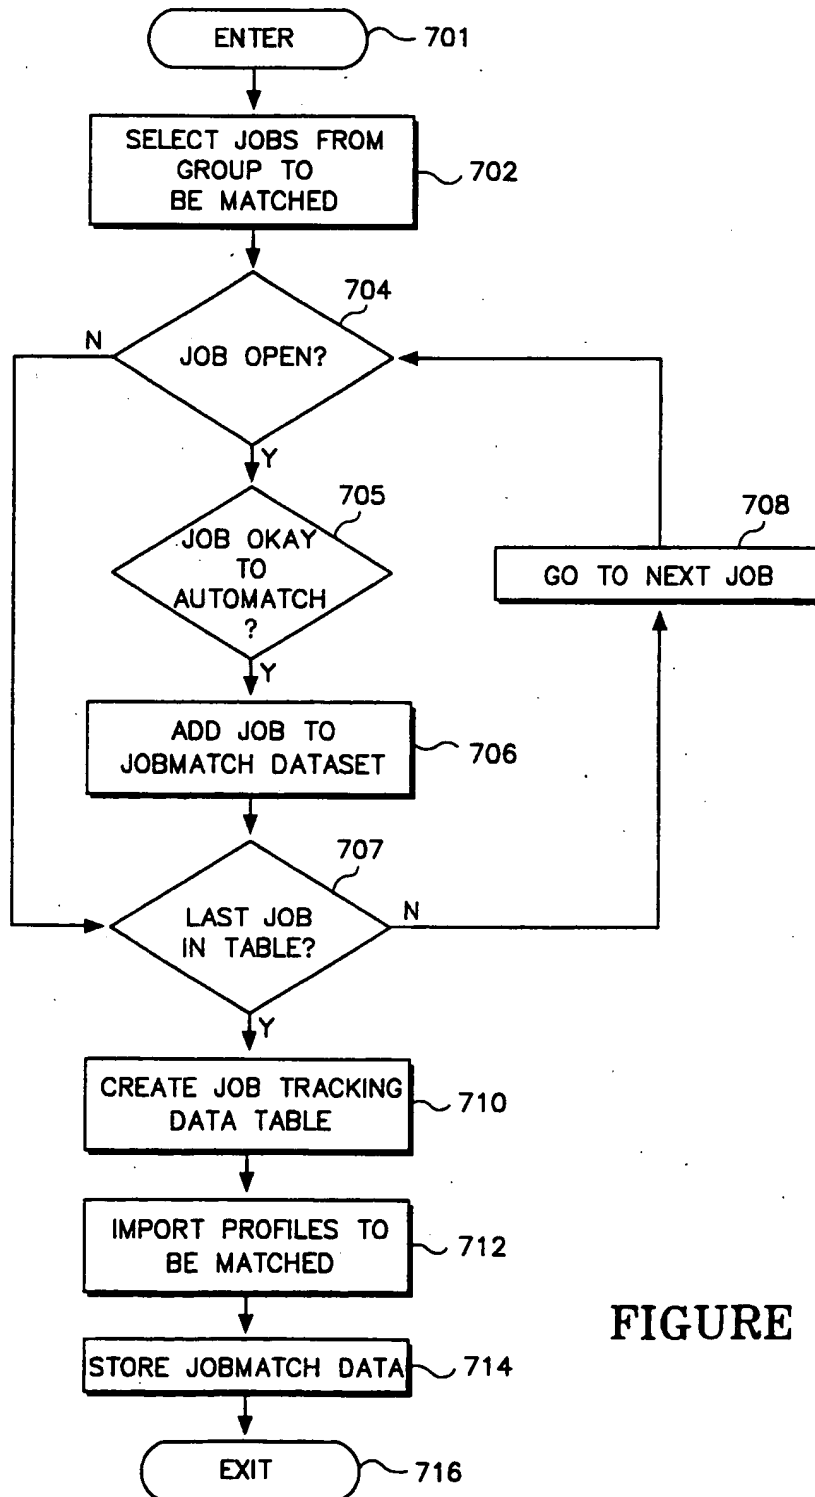 ENTER
701
SELECT JOBS FROM
GROUP TO
BE MATCHED
702
704
N
JOB OPEN?
Y
705
JOB OKAY
TO
AUTOMATCH
?
Y
708
GO TO NEXT JOB
ADD JOB TO
JOBMATCH DATASET
706
707
LAST JOB
IN TABLE?
N
Y
CREATE JOB TRACKING
DATA TABLE
710
IMPORT PROFILES TO
BE MATCHED
712
FIGURE
STORE JOBMATCH DATA
714
EXIT
716